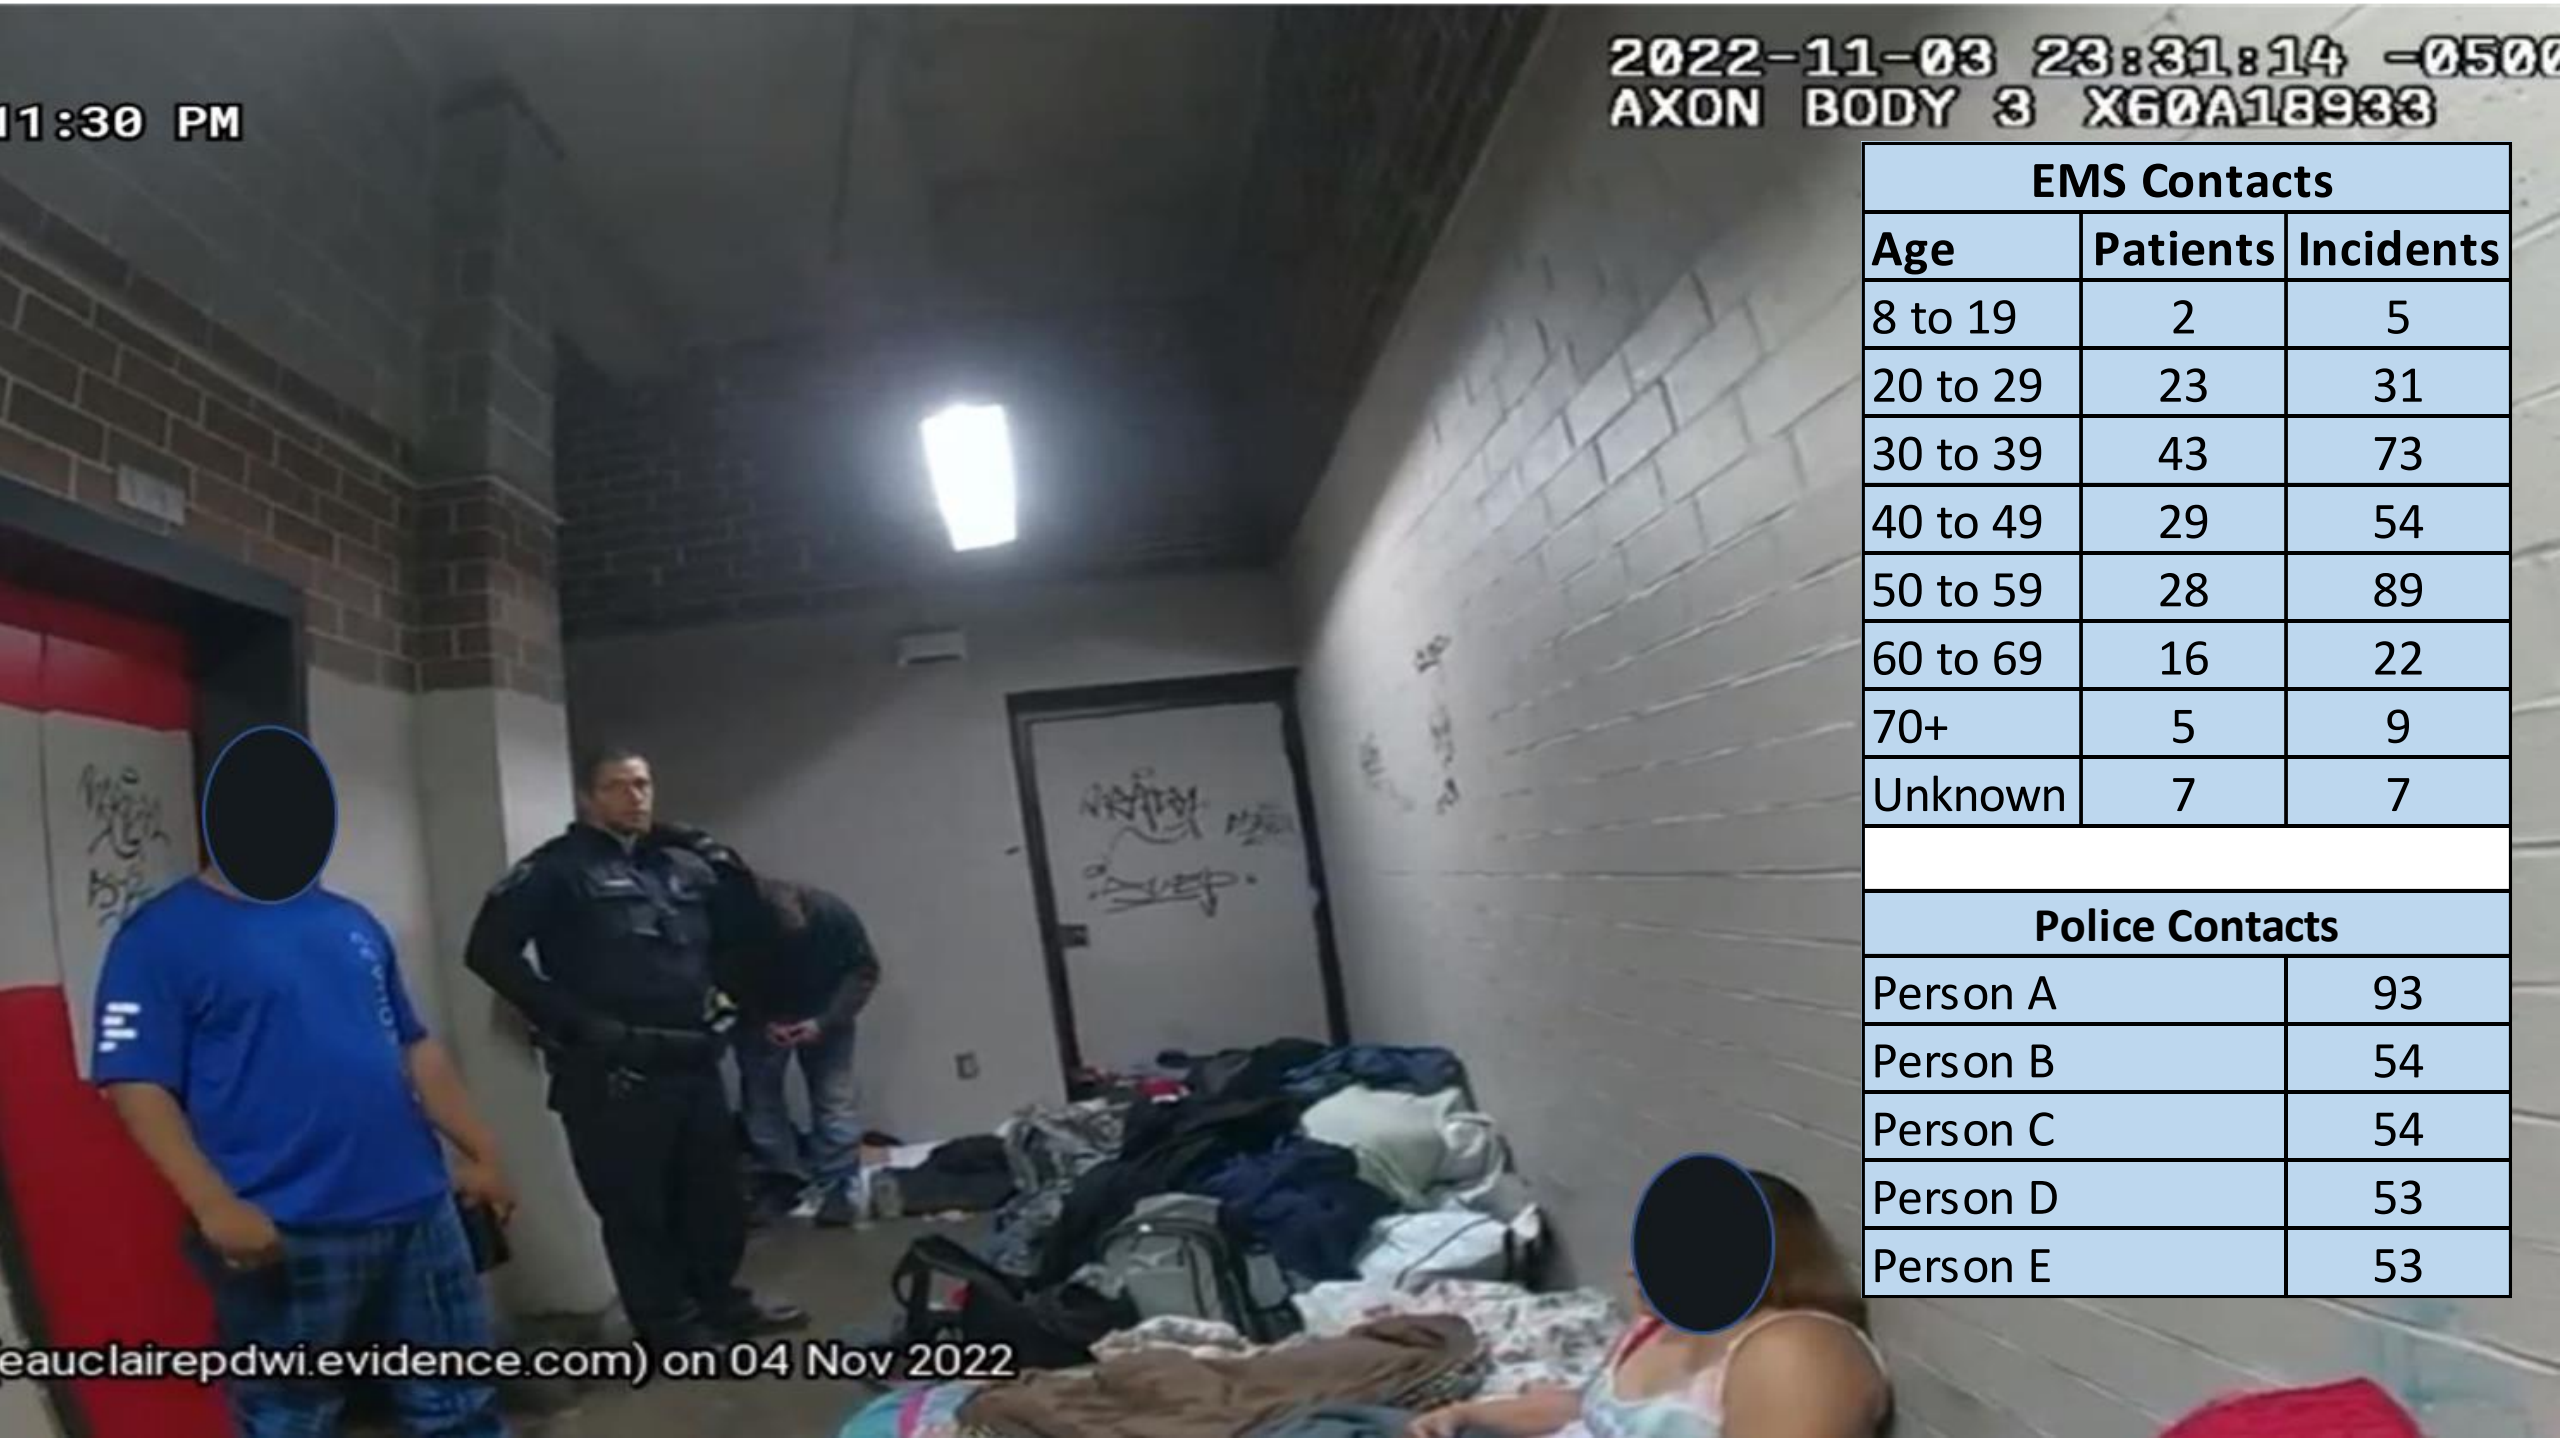 2022-11-03 23:31:14 -0500
AXON BODY 3 X60A18933
11:30 PM
EMS Contacts
Age Patients Incidents
8 to 19 2 5
20 to 29 23 31
30 to 39 43 73
40 to 49 29 54
50 to 59 28 89
60 to 69 16 22
70+ 5 9
Unknown 7 7
Police Contacts
Person A 93
Person B 54
Person C 54
Person D 53
Person E 53
eauclairepdwi.evidence.com) on 04 Nov 2022